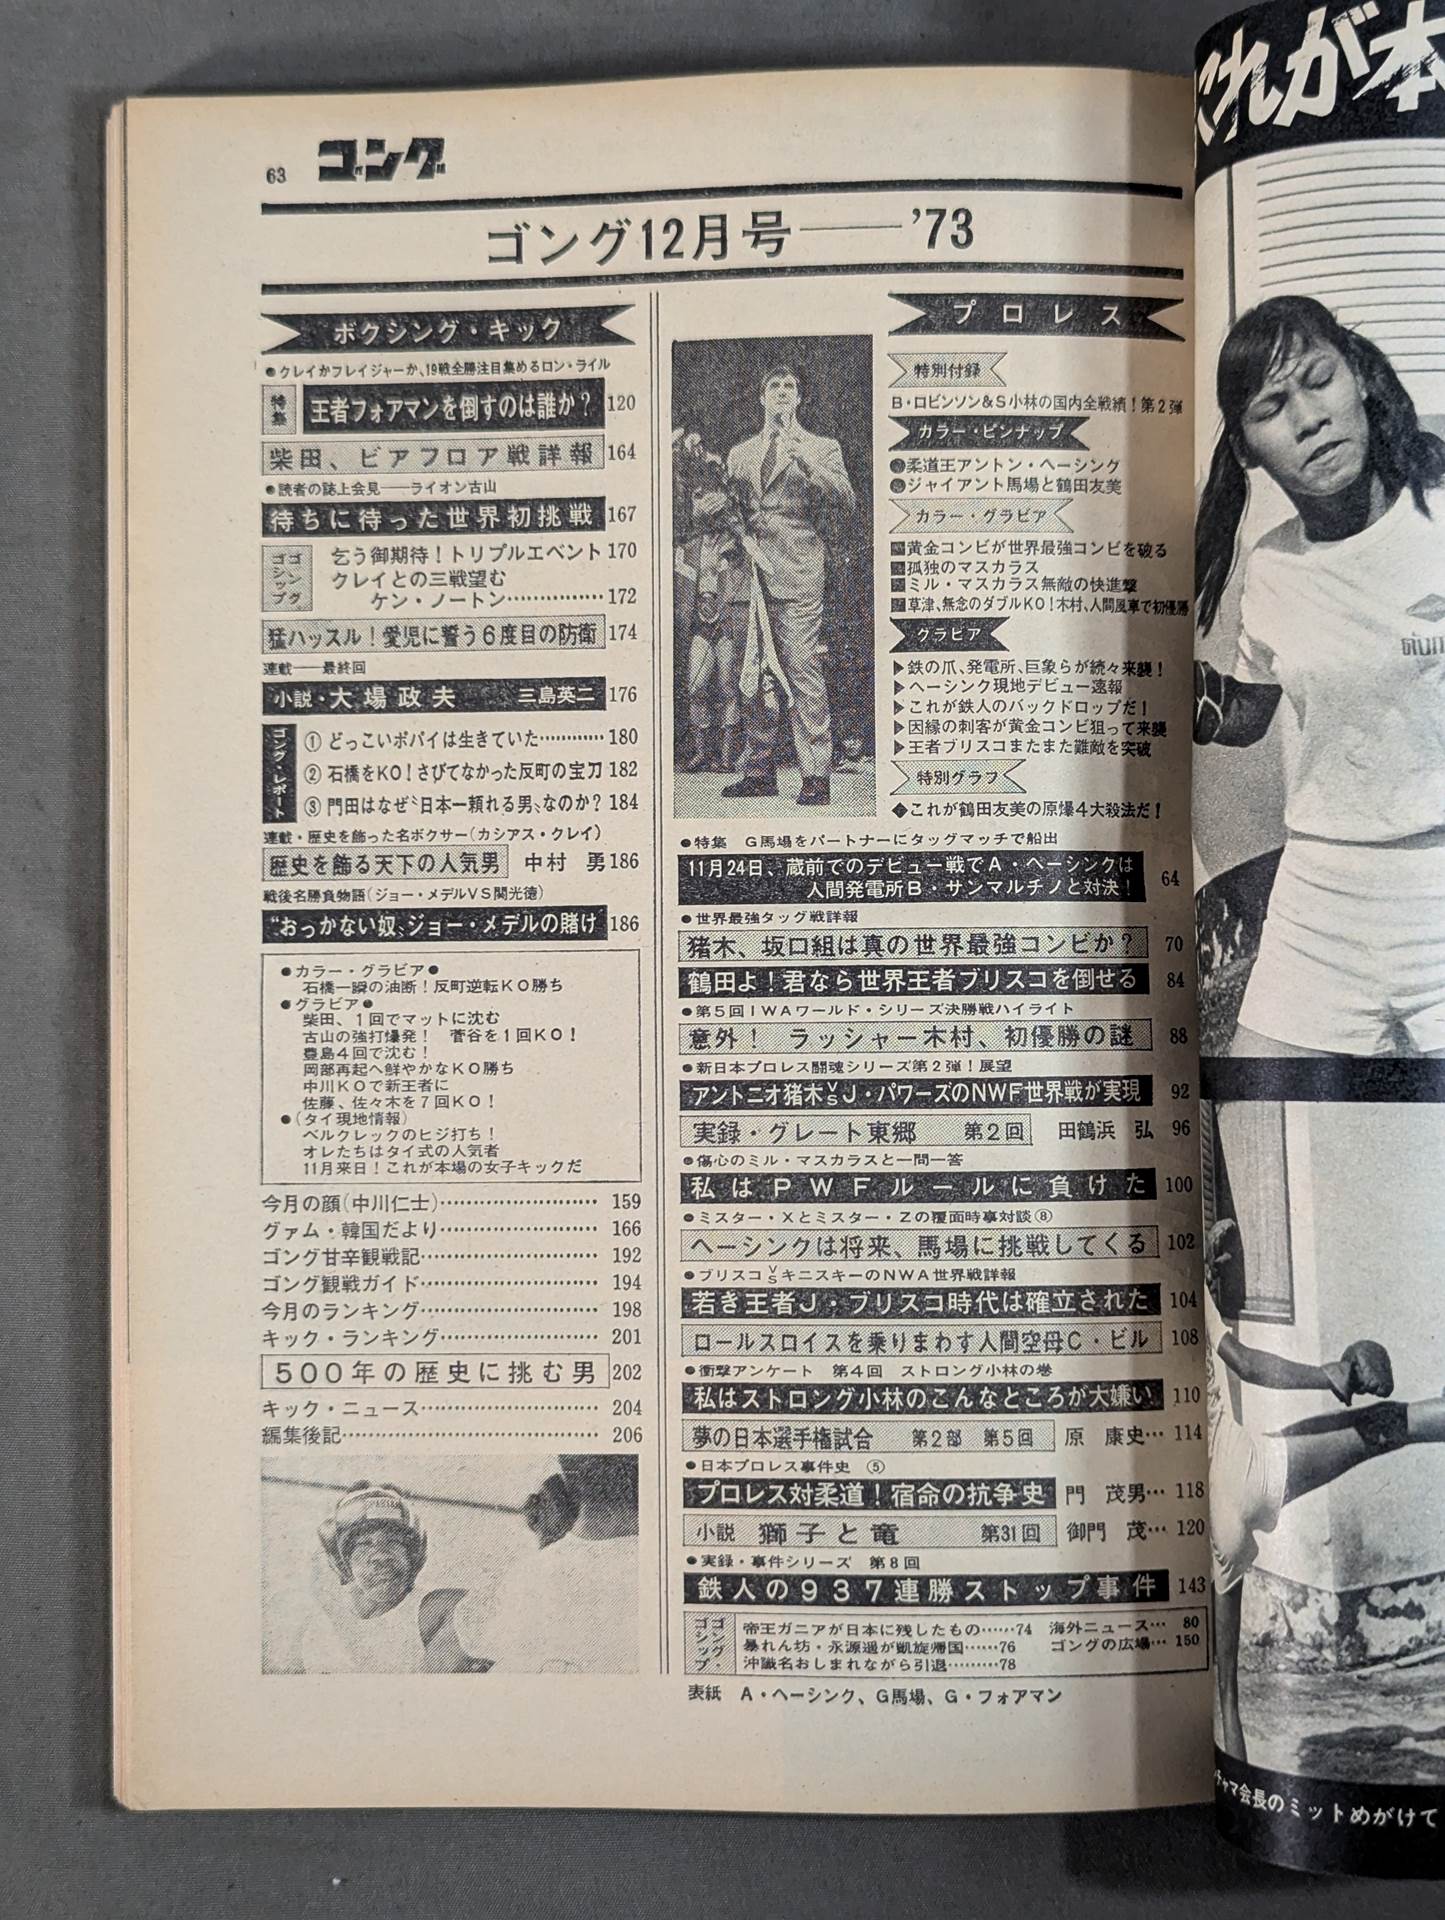 63 ゴング
ゴング12月号――'73
ボクシング・キック
●クレイかフレイジャーか、19戦全勝注目集めるロン・ライル
特集 王者フォアマンを倒すのは誰か? 120
柴田、ビアフロア戦詳報 164
●読者の誌上会見――ライオン古山
待ちに待った世界初挑戦 167
ゴング ゴシップ
乞う御期待!トリプルエベント 170
クレイとの三戦望む
ケン・ノートン…………… 172
猛ハッスル!愛児に誓う6度目の防衛 174
連載――最終回
小説・大場政夫 三島英二 176
ゴング・レポート
① どっこいポパイは生きていた………… 180
② 石橋をKO!さびてなかった反町の宝刀 182
③ 門田はなぜ〝日本一頼れる男〟なのか? 184
連載・歴史を飾った名ボクサー(カシアス・クレイ)
歴史を飾る天下の人気男 中村 勇 186
戦後名勝負物語(ジョー・メデルVS関光徳)
〝おっかない奴〟ジョー・メデルの賭け 186
●カラー・グラビア●
石橋一瞬の油断!反町逆転KO勝ち
●グラビア●
柴田、1回でマットに沈む
古山の強打爆発! 菅谷を1回KO!
豊島4回で沈む!
岡部再起へ鮮やかなKO勝ち
中川KOで新王者に
佐藤、佐々木を7回KO!
●(タイ現地情報)
ベルクレックのヒジ打ち!
オレたちはタイ式の人気者
11月来日!これが本場の女子キックだ
今月の顔(中川仁士)…………………… 159
グァム・韓国だより…………………… 166
ゴング甘辛観戦記…………………… 192
ゴング観戦ガイド…………………… 194
今月のランキング…………………… 198
キック・ランキング…………………… 201
500年の歴史に挑む男 202
キック・ニュース…………………… 204
編集後記………………………………… 206
プロレス
特別付録
B・ロビンソン&S小林の国内全戦績!第2弾
カラー・ピンナップ
●柔道王アントン・ヘーシング
●ジャイアント馬場と鶴田友美
カラー・グラビア
■黄金コンビが世界最強コンビを破る
■孤独のマスカラス
■ミル・マスカラス無敵の快進撃
■草津、無念のダブルKO!木村、人間風車で初優勝
グラビア
▶鉄の爪、発電所、巨象らが続々来襲!
▶ヘーシンク現地デビュー速報
▶これが鉄人のバックドロップだ!
▶因縁の刺客が黄金コンビ狙って来襲
▶王者ブリスコまたまた難敵を突破
特別グラフ
◆これが鶴田友美の原爆4大殺法だ!
●特集 G馬場をパートナーにタッグマッチで船出
11月24日、蔵前でのデビュー戦でA・ヘーシンクは
人間発電所B・サンマルチノと対決! 64
●世界最強タッグ戦詳報
猪木、坂口組は真の世界最強コンビか? 70
鶴田よ!君なら世界王者ブリスコを倒せる 84
●第5回IWAワールド・シリーズ決勝戦ハイライト
意外! ラッシャー木村、初優勝の謎 88
●新日本プロレス闘魂シリーズ第2弾!展望
アントニオ猪木VSJ・パワーズのNWF世界戦が実現 92
実録・グレート東郷 第2回 田鶴浜 弘 96
●傷心のミル・マスカラスと一問一答
私はPWFルールに負けた 100
●ミスター・Xとミスター・Zの覆面時事対談⑧
ヘーシンクは将来、馬場に挑戦してくる 102
●ブリスコVSキニスキーのNWA世界戦詳報
若き王者J・ブリスコ時代は確立された 104
ロールスロイスを乗りまわす人間空母C・ビル 108
●衝撃アンケート 第4回 ストロング小林の巻
私はストロング小林のこんなところが大嫌い 110
夢の日本選手権試合 第2部 第5回 原 康史… 114
●日本プロレス事件史 ⑤
プロレス対柔道!宿命の抗争史 門 茂男… 118
小説 獅子と竜 第31回 御門 茂… 120
●実録・事件シリーズ 第8回
鉄人の937連勝ストップ事件 143
ゴング・ゴシップ
帝王ガニアが日本に残したもの……74 海外ニュース… 80
暴れん坊・永源遥が凱旋帰国……76 ゴングの広場… 150
沖識名おしまれながら引退………78
表紙 A・ヘーシンク、G馬場、G・フォアマン
これが本
チャマ会長のミットめがけて